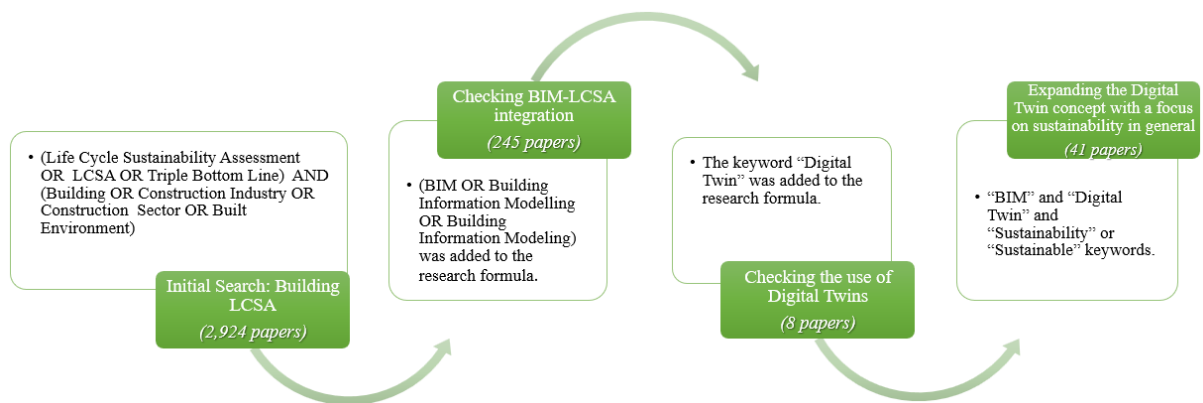 • (Life Cycle Sustainability Assessment
OR LCSA OR Triple Bottom Line) AND
(Building OR Construction Industry OR
Construction Sector OR Built
Environment)
Initial Search: Building
LCSA
(2,924 papers)
Checking BIM-LCSA
integration
(245 papers)
• (BIM OR Building
Information Modelling
OR Building
Information Modeling)
was added to the
research formula.
• The keyword “Digital
Twin” was added to the
research formula.
Checking the use of
Digital Twins
(8 papers)
Expanding the Digital
Twin concept with a focus
on sustainability in general
(41 papers)
• “BIM” and “Digital
Twin” and
“Sustainability” or
“Sustainable” keywords.